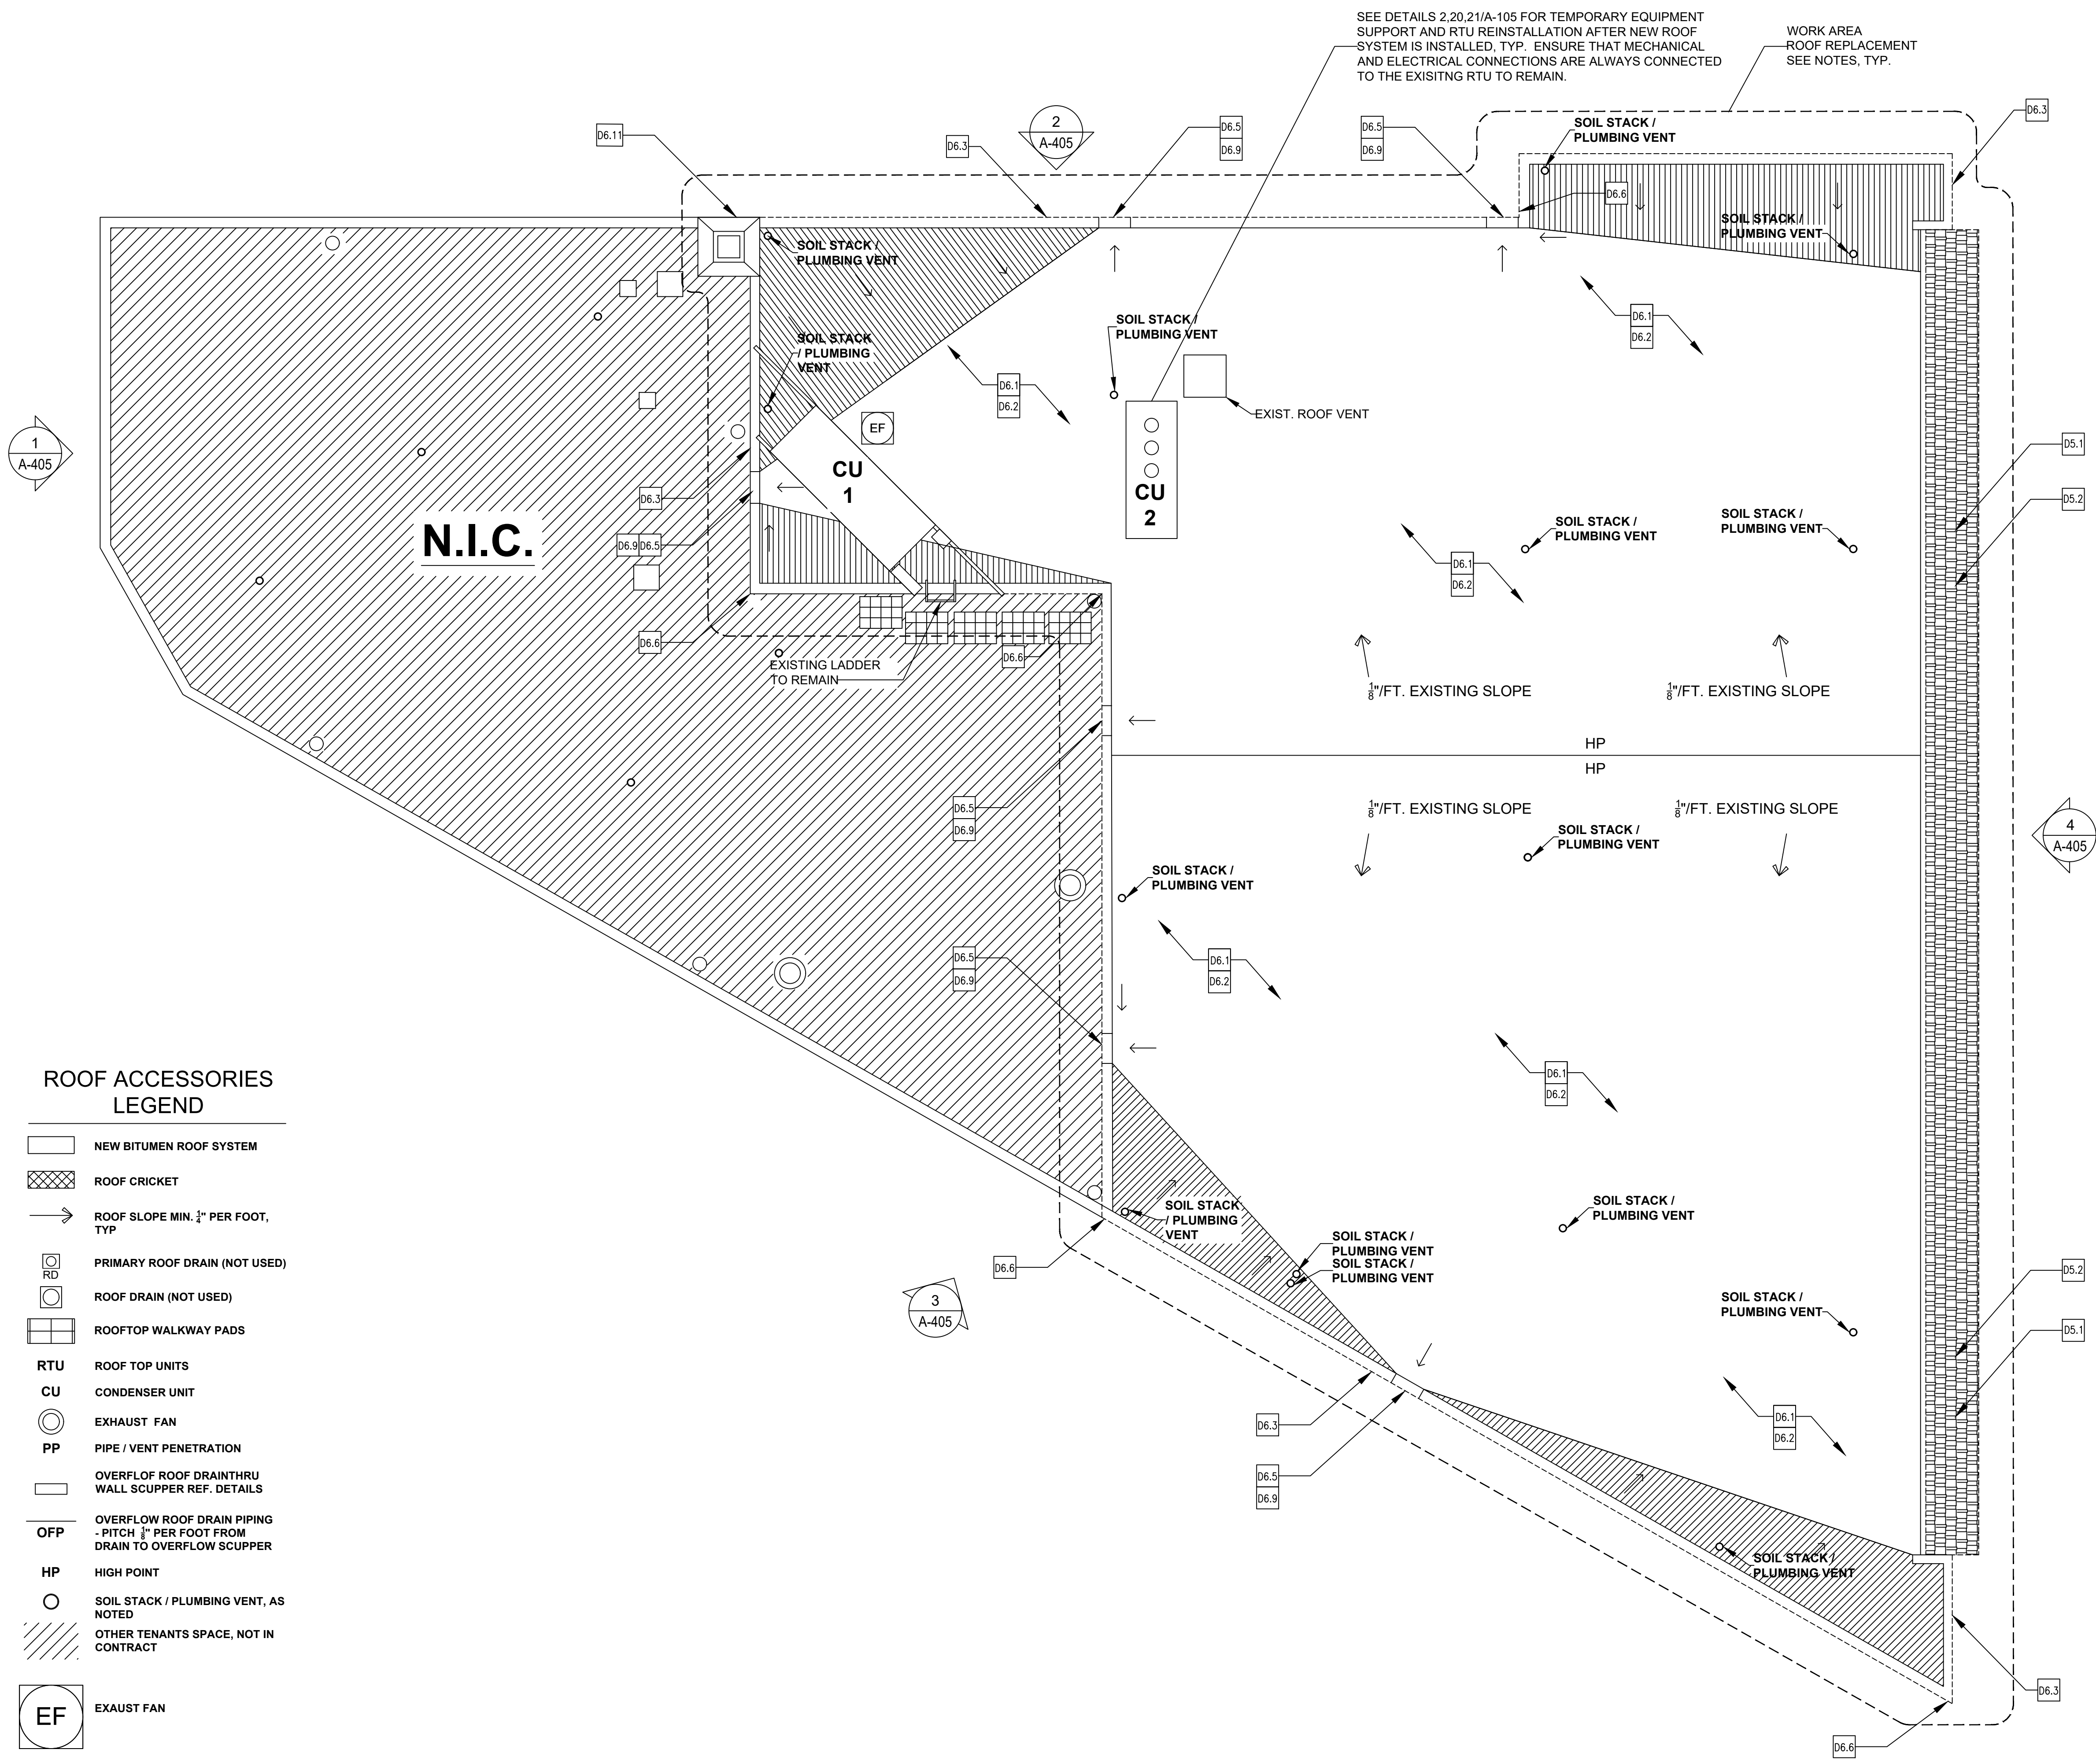 SEE DETAILS 2,20,21/A-105 FOR TEMPORARY EQUIPMENT
SUPPORT AND RTU REINSTALLATION AFTER NEW ROOF
SYSTEM IS INSTALLED, TYP. ENSURE THAT MECHANICAL
AND ELECTRICAL CONNECTIONS ARE ALWAYS CONNECTED
TO THE EXISITNG RTU TO REMAIN.
WORK AREA
ROOF REPLACEMENT
SEE NOTES, TYP.
D6.11
D6.3
2
A-405
D6.5
D6.9
D6.5
D6.9
SOIL STACK /
PLUMBING VENT
D6.3
D6.6
SOIL STACK /
PLUMBING VENT
SOIL STACK /
PLUMBING VENT
SOIL STACK
/ PLUMBING
VENT
SOIL STACK /
PLUMBING VENT
D6.1
D6.2
D6.1
D6.2
EXIST. ROOF VENT
EF
1
A-405
CU
1
CU
2
D5.1
D5.2
D6.3
D6.9 D6.5
N.I.C.
SOIL STACK /
PLUMBING VENT
SOIL STACK /
PLUMBING VENT
D6.1
D6.2
D6.6
D6.6
EXISTING LADDER
TO REMAIN
1/8"/FT. EXISTING SLOPE
1/8"/FT. EXISTING SLOPE
HP
HP
1/8"/FT. EXISTING SLOPE
1/8"/FT. EXISTING SLOPE
D6.5
D6.9
SOIL STACK /
PLUMBING VENT
4
A-405
SOIL STACK /
PLUMBING VENT
D6.5
D6.9
D6.1
D6.2
D6.1
D6.2
SOIL STACK
/ PLUMBING
VENT
SOIL STACK /
PLUMBING VENT
SOIL STACK /
PLUMBING VENT
SOIL STACK /
PLUMBING VENT
D6.6
3
A-405
SOIL STACK /
PLUMBING VENT
D5.2
D5.1
D6.3
D6.5
D6.9
D6.1
D6.2
SOIL STACK /
PLUMBING VENT
D6.3
D6.6
ROOF ACCESSORIES
LEGEND
NEW BITUMEN ROOF SYSTEM
ROOF CRICKET
ROOF SLOPE MIN. 1/4" PER FOOT,
TYP
RD
PRIMARY ROOF DRAIN (NOT USED)
ROOF DRAIN (NOT USED)
ROOFTOP WALKWAY PADS
RTU ROOF TOP UNITS
CU CONDENSER UNIT
EXHAUST FAN
PP PIPE / VENT PENETRATION
OVERFLOF ROOF DRAINTHRU
WALL SCUPPER REF. DETAILS
OFP
OVERFLOW ROOF DRAIN PIPING
- PITCH 1/8" PER FOOT FROM
DRAIN TO OVERFLOW SCUPPER
HP HIGH POINT
SOIL STACK / PLUMBING VENT, AS
NOTED
OTHER TENANTS SPACE, NOT IN
CONTRACT
EF EXAUST FAN